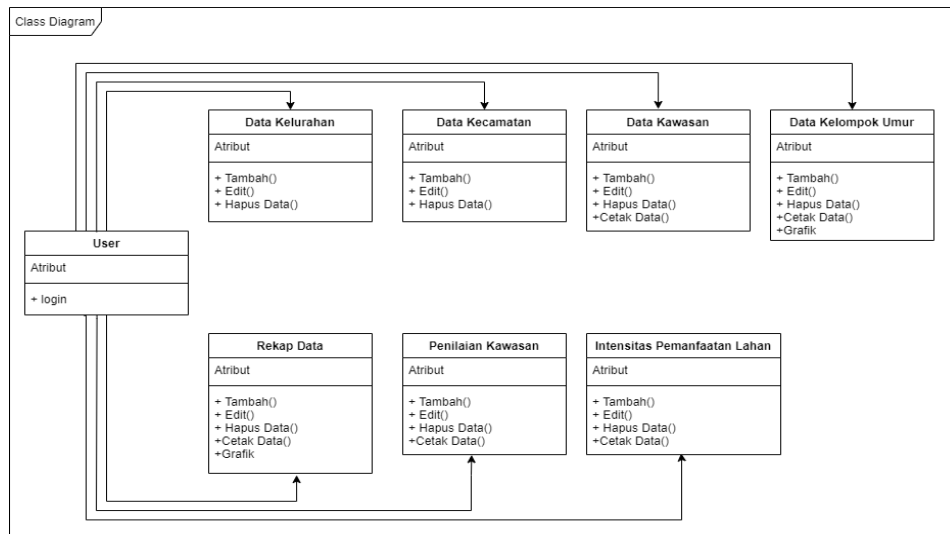 Class Diagram
Data Kelurahan
Atribut
+ Tambah()
+ Edit()
+ Hapus Data()
Data Kecamatan
Atribut
+ Tambah()
+ Edit()
+ Hapus Data()
Data Kawasan
Atribut
+ Tambah()
+ Edit()
+ Hapus Data()
+Cetak Data()
Data Kelompok Umur
Atribut
+ Tambah()
+ Edit()
+ Hapus Data()
+Cetak Data()
+Grafik
User
Atribut
+ login
Rekap Data
Atribut
+ Tambah()
+ Edit()
+ Hapus Data()
+Cetak Data()
+Grafik
Penilaian Kawasan
Atribut
+ Tambah()
+ Edit()
+ Hapus Data()
+Cetak Data()
Intensitas Pemanfaatan Lahan
Atribut
+ Tambah()
+ Edit()
+ Hapus Data()
+Cetak Data()